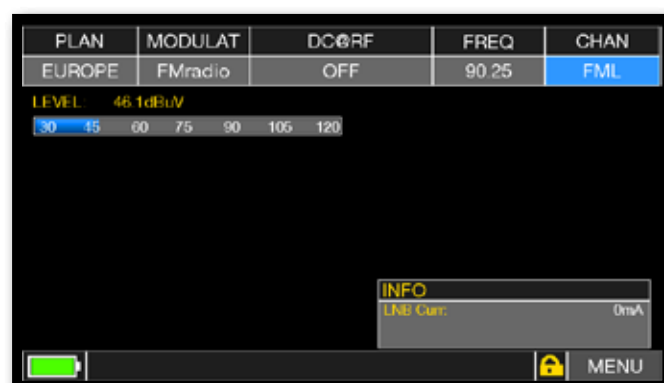 PLAN MODULAT DC@RF FREQ CHAN
EUROPE FMradio OFF 90.25 FML
LEVEL: 46.1dBuV
30 45 60 75 90 105 120
INFO
LNB Curr: 0mA
MENU